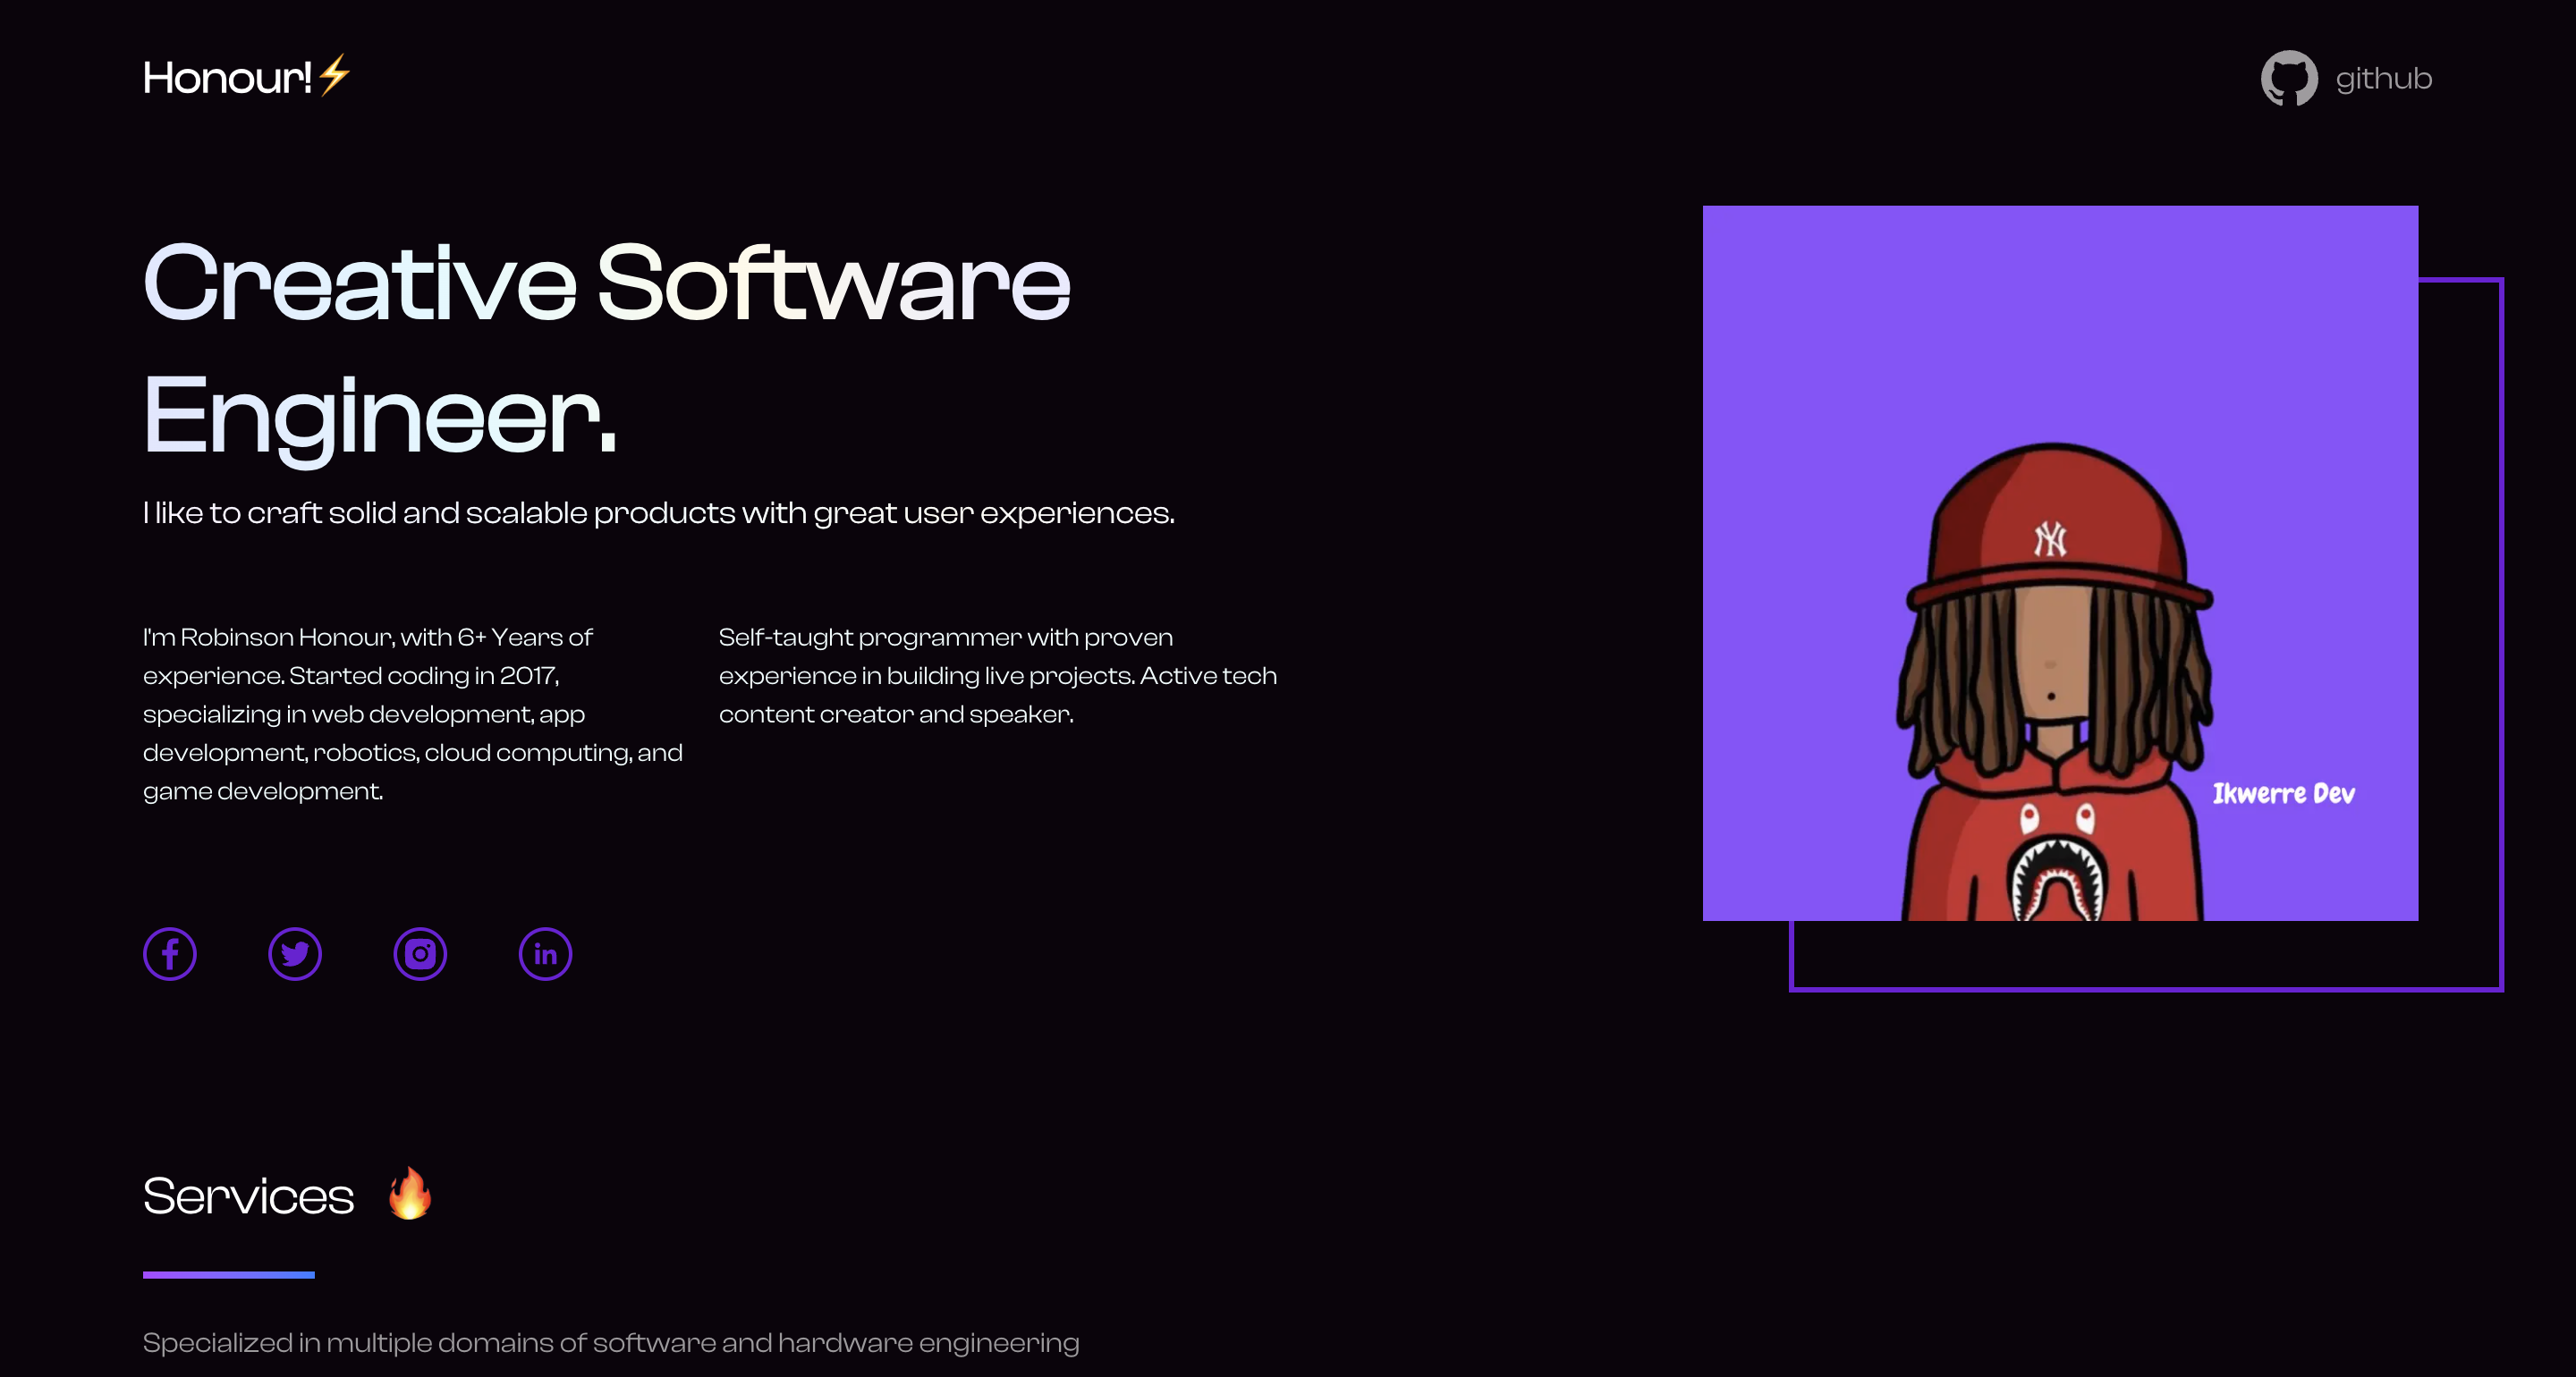 Honour!⚡
github
Creative Software
Engineer.
I like to craft solid and scalable products with great user experiences.
I'm Robinson Honour, with 6+ Years of
experience. Started coding in 2017,
specializing in web development, app
development, robotics, cloud computing, and
game development.
Self-taught programmer with proven
experience in building live projects. Active tech
content creator and speaker.
NY
Ikwerre Dev
f
in
Services 🔥
Specialized in multiple domains of software and hardware engineering